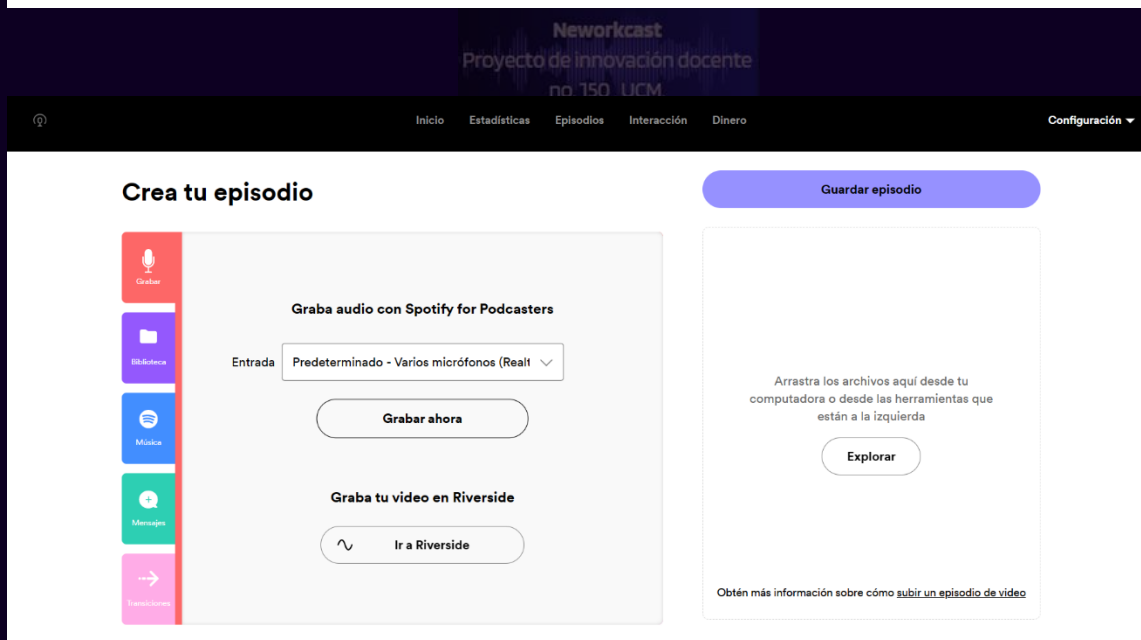 Neworkcast
Proyecto de innovación docente
no 150 UCM
Inicio Estadísticas Episodios Interacción Dinero Configuración
Crea tu episodio
Guardar episodio
Grabar
Biblioteca
Música
Mensajes
Transiciones
Graba audio con Spotify for Podcasters
Entrada Predeterminado - Varios micrófonos (Realt
Grabar ahora
Graba tu video en Riverside
Ir a Riverside
Arrastra los archivos aquí desde tu
computadora o desde las herramientas que
están a la izquierda
Explorar
Obtén más información sobre cómo subir un episodio de video